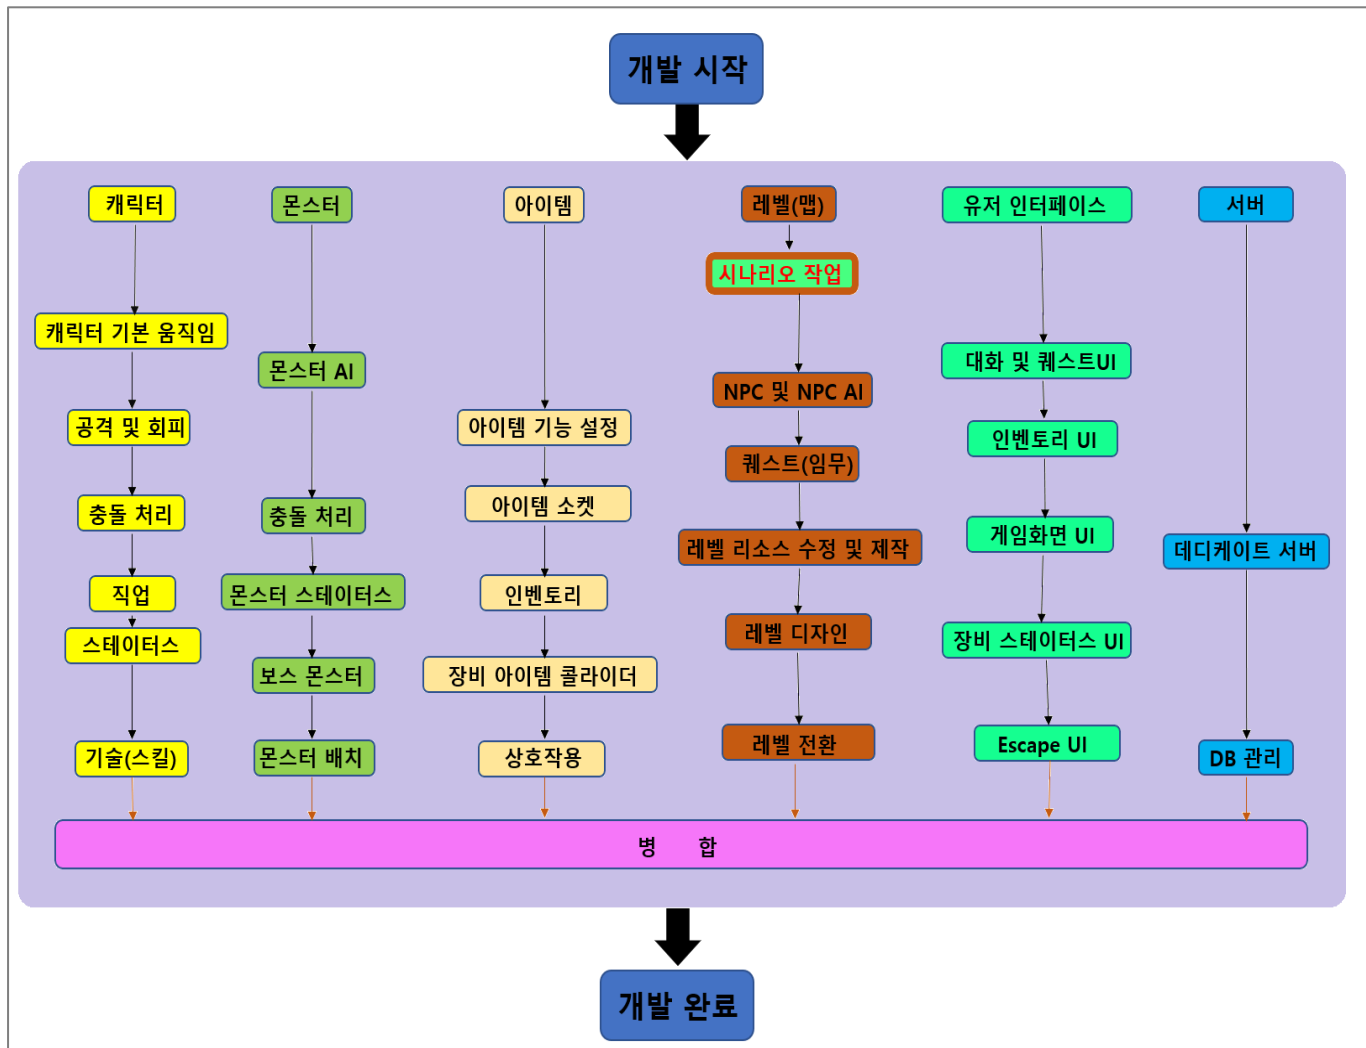 개발 시작
캐릭터
캐릭터 기본 움직임
공격 및 회피
충돌 처리
직업
스테이터스
기술(스킬)
몬스터
몬스터 AI
충돌 처리
몬스터 스테이터스
보스 몬스터
몬스터 배치
아이템
아이템 기능 설정
아이템 소켓
인벤토리
장비 아이템 콜라이더
상호작용
레벨(맵)
시나리오 작업
NPC 및 NPC AI
퀘스트(임무)
레벨 리소스 수정 및 제작
레벨 디자인
레벨 전환
유저 인터페이스
대화 및 퀘스트UI
인벤토리 UI
게임화면 UI
장비 스테이터스 UI
Escape UI
서버
데디케이트 서버
DB 관리
병 합
개발 완료